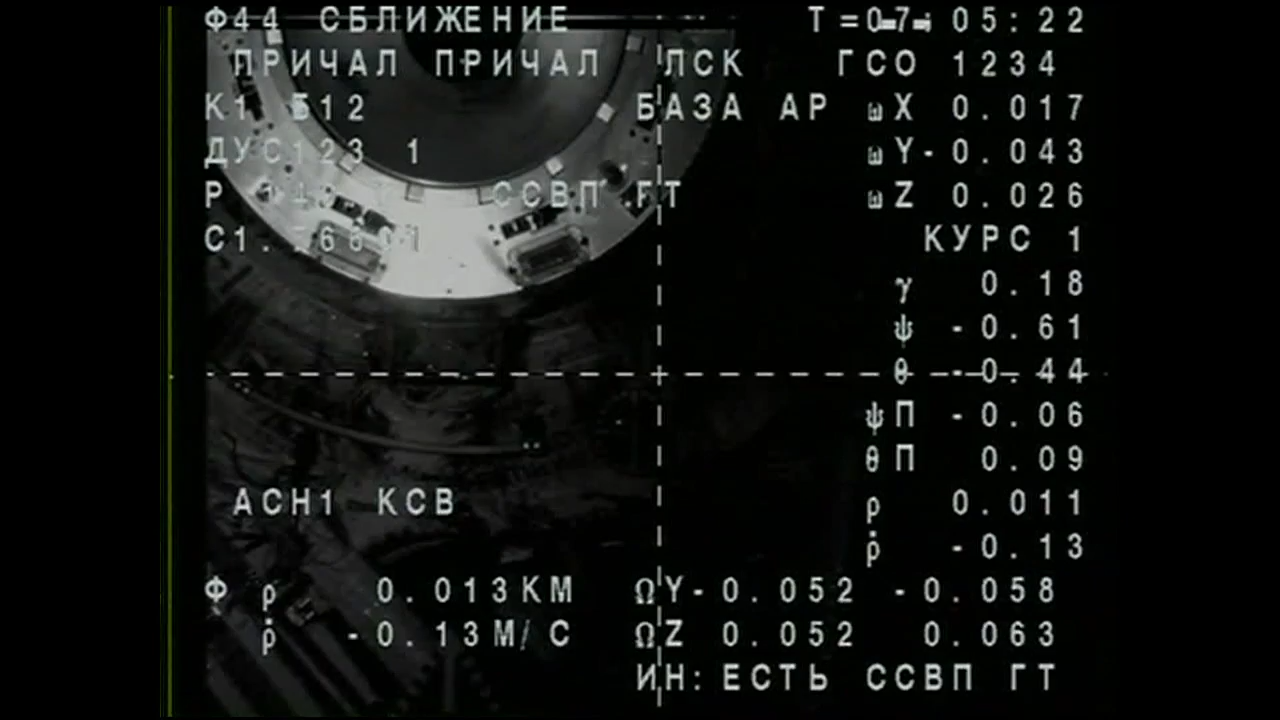 Ф44 СБЛИЖЕНИЕ T=07: 05:22
ПРИЧАЛ ПРИЧАЛ ЛСК ГСО 1234
К1 Б12 БАЗА АР ωX 0.017
ДУС123 1 ωY-0.043
Р ССВП ГТ ωZ 0.026
КУРС 1
γ 0.18
ψ -0.61
θ -0.44
ψП -0.06
θП 0.09
АСН1 КСВ ρ 0.011
ρ̇ -0.13
Ф ρ 0.013КМ ΩY-0.052 -0.058
ρ̇ -0.13М/С ΩZ 0.052 0.063
ИН: ЕСТЬ ССВП ГТ